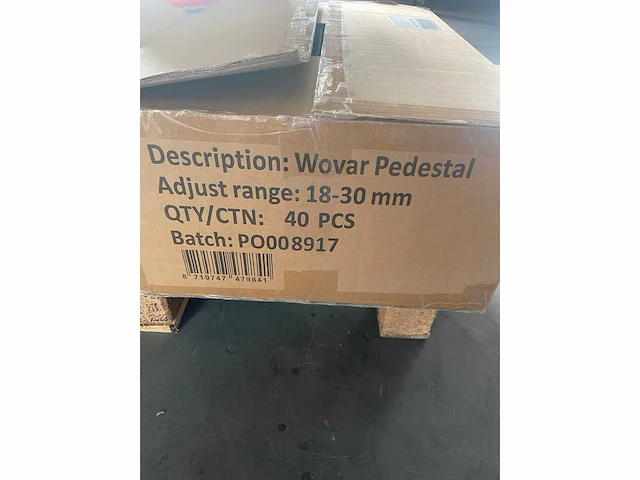 Description: Wovar Pedestal
Adjust range: 18-30 mm
QTY/CTN: 40 PCS
Batch: PO008917
8 719747 479841